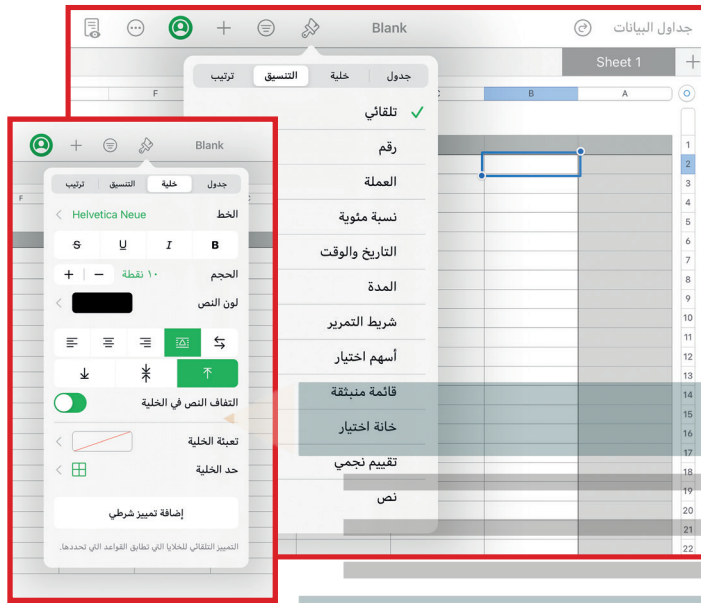 جداول البيانات
Blank
Sheet 1
A
B
F
جدول
خلية
التنسيق
ترتيب
تلقائي
رقم
العملة
نسبة مئوية
التاريخ والوقت
المدة
شريط التمرير
أسهم اختيار
قائمة منبثقة
خانة اختيار
تقييم نجمي
نص
1
2
3
4
5
6
7
8
9
10
11
12
13
14
15
16
17
18
19
20
21
22
Blank
F
جدول
خلية
التنسيق
ترتيب
الخط Helvetica Neue
B I U S
الحجم ١٠ نقطة
لون النص
التفاف النص في الخلية
تعبئة الخلية
حد الخلية
إضافة تمييز شرطي
التمييز التلقائي للخلايا التي تطابق القواعد التي تحددها.